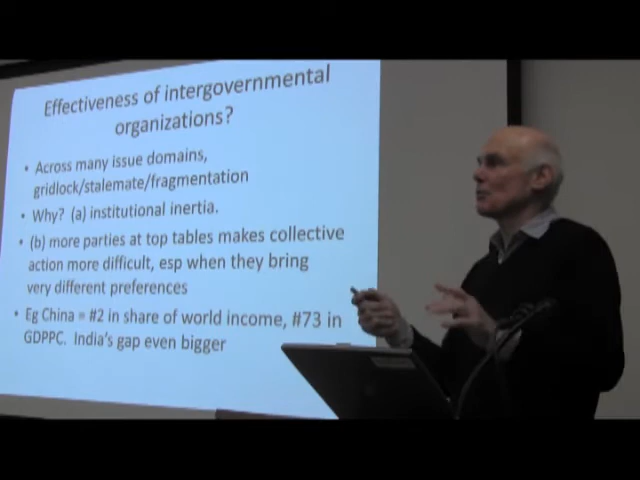 Effectiveness of intergovernmental
organizations?
• Across many issue domains,
gridlock/stalemate/fragmentation
• Why? (a) institutional inertia.
• (b) more parties at top tables makes collective
action more difficult, esp when they bring
very different preferences
• Eg China = #2 in share of world income, #73 in
GDPPC. India's gap even bigger